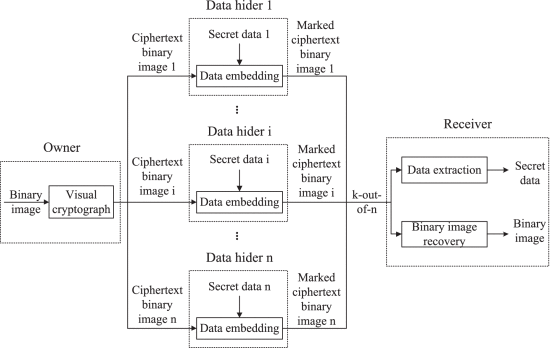 Data hider 1
Ciphertext
binary
image 1
Secret data 1
Data embedding
Marked
ciphertext
binary
image 1
...
Owner
Binary
image
Visual
cryptograph
Data hider i
Ciphertext
binary
image i
Secret data i
Data embedding
Marked
ciphertext
binary
image i
k-out-
of-n
Receiver
Data extraction
Secret
data
Binary image
recovery
Binary
image
...
Data hider n
Ciphertext
binary
image n
Secret data n
Data embedding
Marked
ciphertext
binary
image n